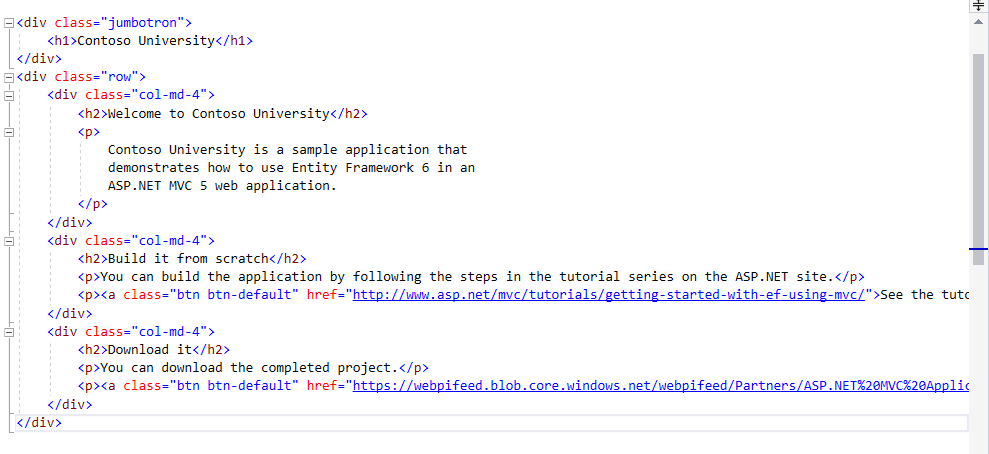 <div class="jumbotron">
    <h1>Contoso University</h1>
</div>
<div class="row">
    <div class="col-md-4">
        <h2>Welcome to Contoso University</h2>
        <p>
            Contoso University is a sample application that
            demonstrates how to use Entity Framework 6 in an
            ASP.NET MVC 5 web application.
        </p>
    </div>
    <div class="col-md-4">
        <h2>Build it from scratch</h2>
        <p>You can build the application by following the steps in the tutorial series on the ASP.NET site.</p>
        <p><a class="btn btn-default" href="http://www.asp.net/mvc/tutorials/getting-started-with-ef-using-mvc/">See the tuto
    </div>
    <div class="col-md-4">
        <h2>Download it</h2>
        <p>You can download the completed project.</p>
        <p><a class="btn btn-default" href="https://webpifeed.blob.core.windows.net/webpifeed/Partners/ASP.NET%20MVC%20Applic
    </div>
</div>